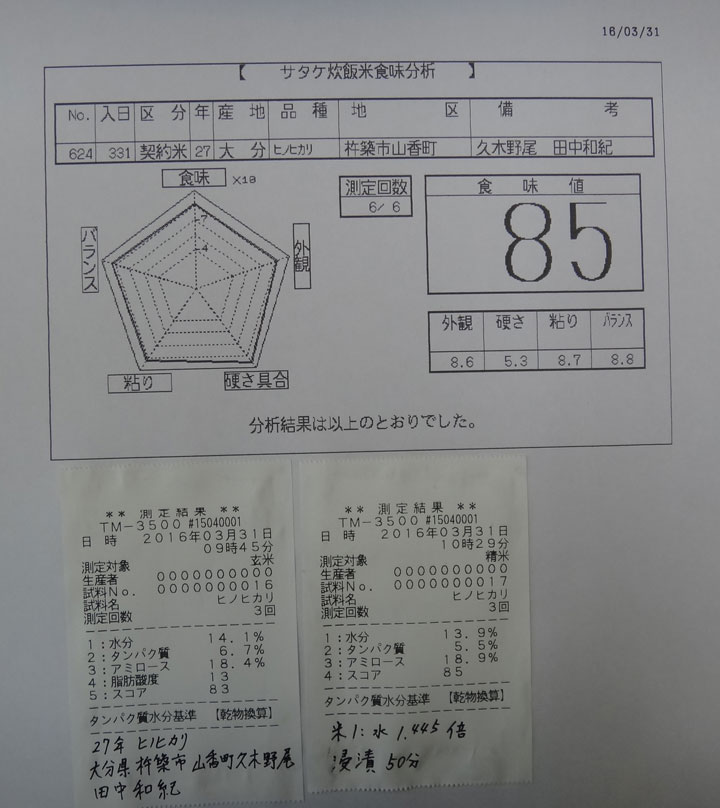 16/03/31
【 サタケ炊飯米食味分析 】
No. 入日 区分 年 産地 品種 地区 備考
624 331 契約米 27 大分 ヒノヒカリ 杵築市山香町 久木野尾 田中和紀
食味 ×10
7
4
バランス
外観
粘り
硬さ具合
測定回数
6/ 6
食味値
85
外観 硬さ 粘り バランス
8.6 5.3 8.7 8.8
分析結果は以上のとおりでした。
** 測定結果 **
TM-3500 #15040001
日 時 2016年03月31日
09時45分
測定対象 玄米
生産者 0000000000
試料No. 0000000016
試料名 ヒノヒカリ
測定回数 3回
1:水分 14.1%
2:タンパク質 6.7%
3:アミロース 18.4%
4:脂肪酸度 13
5:スコア 83
タンパク質水分基準 【乾物換算】
27年 ヒノヒカリ
大分県 杵築市 山香町久木野尾
田中 和紀
** 測定結果 **
TM-3500 #15040001
日 時 2016年03月31日
10時29分
測定対象 精米
生産者 0000000000
試料No. 0000000017
試料名 ヒノヒカリ
測定回数 3回
1:水分 13.9%
2:タンパク質 5.5%
3:アミロース 18.9%
4:スコア 85
タンパク質水分基準 【乾物換算】
米1:水 1.445倍
浸漬 50分